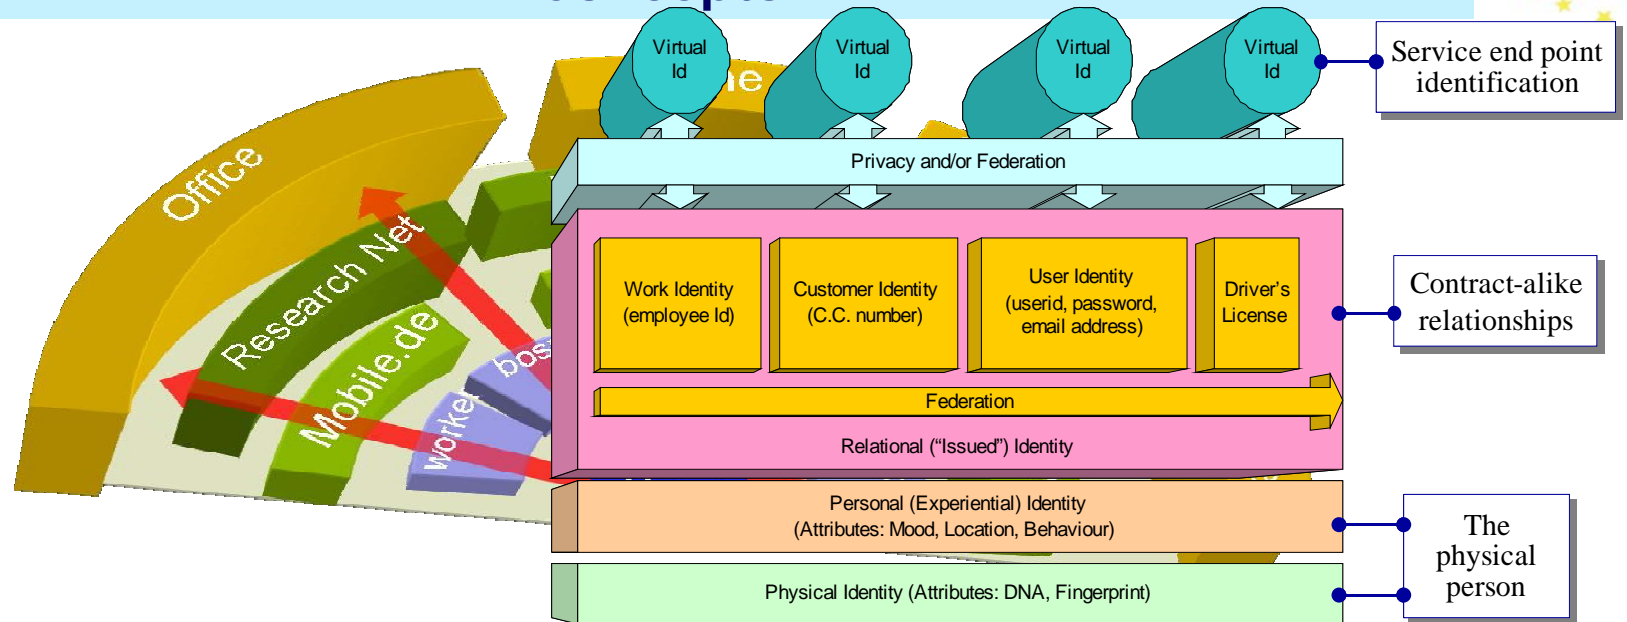 Virtual
Id
Virtual
Id
Virtual
Id
Virtual
Id
Service end point
identification
Privacy and/or Federation
Office
Research Net
Mobile.de
worker
Work Identity
(employee Id)
Customer Identity
(C.C. number)
User Identity
(userid, password,
email address)
Driver's
License
Contract-alike
relationships
Federation
Relational (“Issued”) Identity
Personal (Experiential) Identity
(Attributes: Mood, Location, Behaviour)
The
physical
person
Physical Identity (Attributes: DNA, Fingerprint)